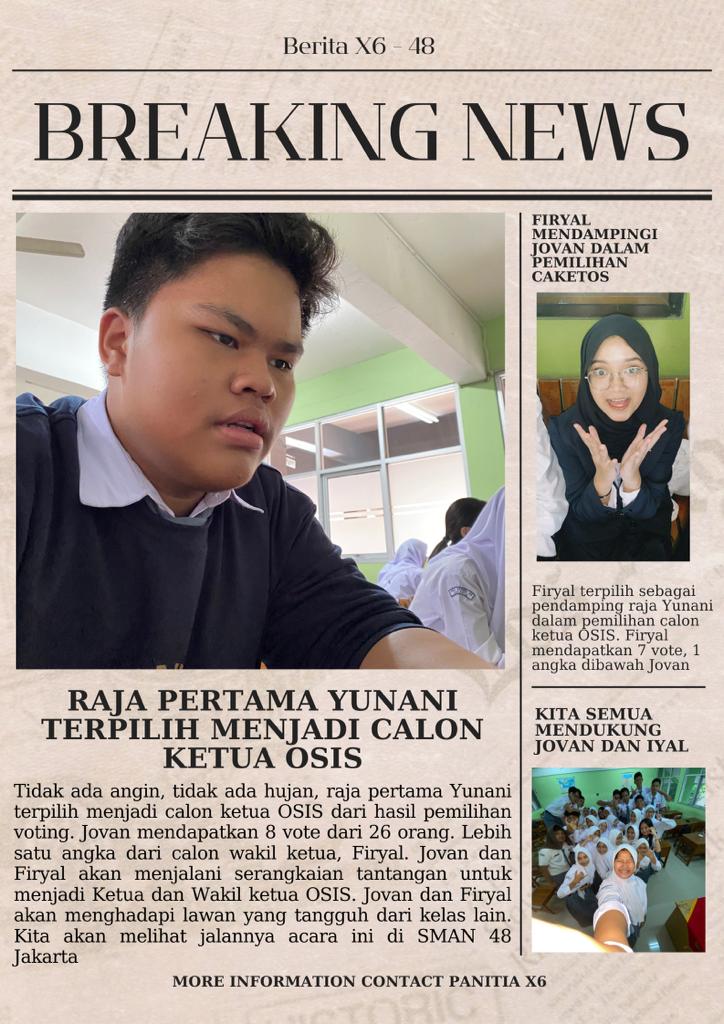 Berita X6 - 48
BREAKING NEWS
RAJA PERTAMA YUNANI
TERPILIH MENJADI CALON
KETUA OSIS
Tidak ada angin, tidak ada hujan, raja pertama Yunani
terpilih menjadi calon ketua OSIS dari hasil pemilihan
voting. Jovan mendapatkan 8 vote dari 26 orang. Lebih
satu angka dari calon wakil ketua, Firyal. Jovan dan
Firyal akan menjalani serangkaian tantangan untuk
menjadi Ketua dan Wakil ketua OSIS. Jovan dan Firyal
akan menghadapi lawan yang tangguh dari kelas lain.
Kita akan melihat jalannya acara ini di SMAN 48
Jakarta
FIRYAL
MENDAMPINGI
JOVAN DALAM
PEMILIHAN
CAKETOS
Firyal terpilih sebagai
pendamping raja Yunani
dalam pemilihan calon
ketua OSIS. Firyal
mendapatkan 7 vote, 1
angka dibawah Jovan
KITA SEMUA
MENDUKUNG
JOVAN DAN IYAL
MORE INFORMATION CONTACT PANITIA X6